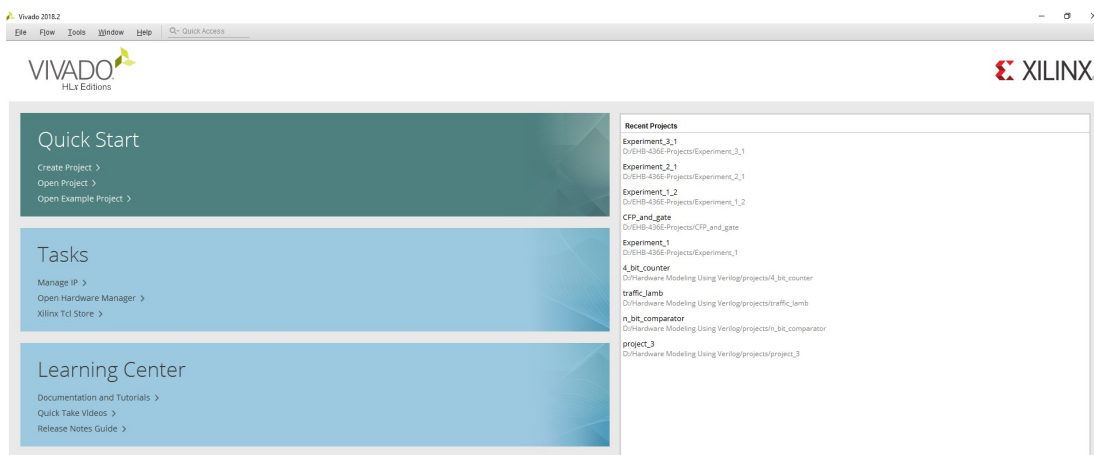 Vivado 2018.2
File Flow Tools Window Help Quick Access
VIVADO
HLx Editions
XILINX
Quick Start
Create Project >
Open Project >
Open Example Project >
Tasks
Manage IP >
Open Hardware Manager >
Xilinx Tcl Store >
Learning Center
Documentation and Tutorials >
Quick Take Videos >
Release Notes Guide >
Recent Projects
Experiment_3_1
D:/EHB-436E-Projects/Experiment_3_1
Experiment_2_1
D:/EHB-436E-Projects/Experiment_2_1
Experiment_1_2
D:/EHB-436E-Projects/Experiment_1_2
CFP_and_gate
D:/EHB-436E-Projects/CFP_and_gate
Experiment_1
D:/EHB-436E-Projects/Experiment_1
4_bit_counter
D:/Hardware Modeling Using Verilog/projects/4_bit_counter
traffic_lamb
D:/Hardware Modeling Using Verilog/projects/traffic_lamb
n_bit_comparator
D:/Hardware Modeling Using Verilog/projects/n_bit_comparator
project_3
D:/Hardware Modeling Using Verilog/projects/project_3